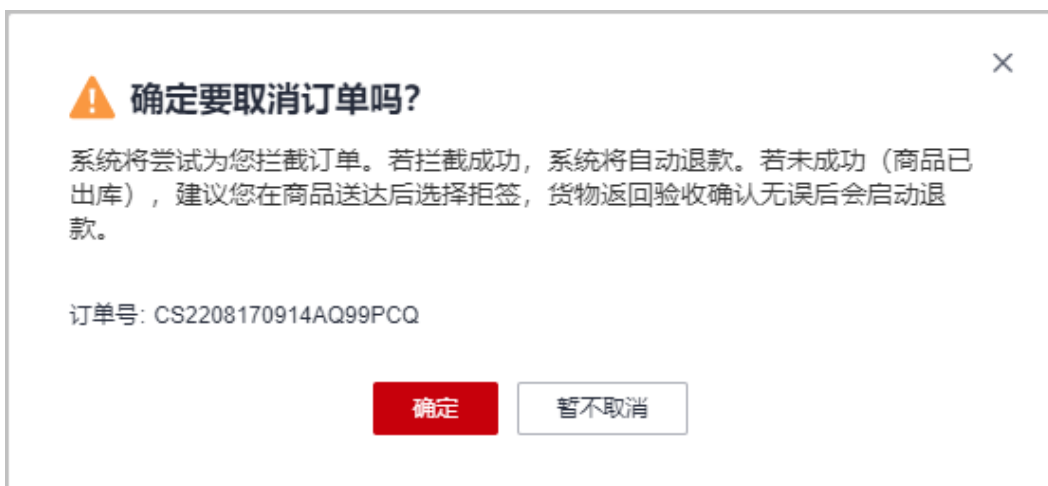 确定要取消订单吗?
系统将尝试为您拦截订单。若拦截成功，系统将自动退款。若未成功（商品已
出库），建议您在商品送达后选择拒签，货物返回验收确认无误后会启动退
款。
订单号: CS2208170914AQ99PCQ
确定 暂不取消